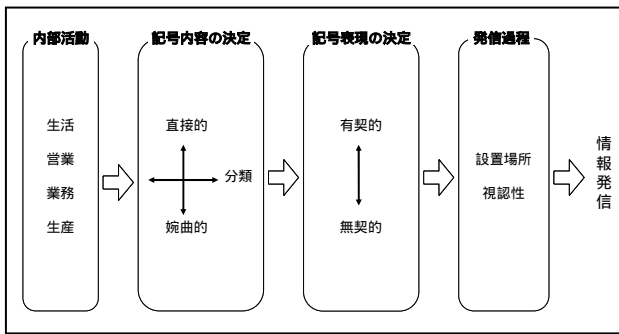 内部活動
生活
営業
業務
生産
記号内容の決定
直接的
分類
婉曲的
記号表現の決定
有契的
無契的
発信過程
設置場所
視認性
情報発信